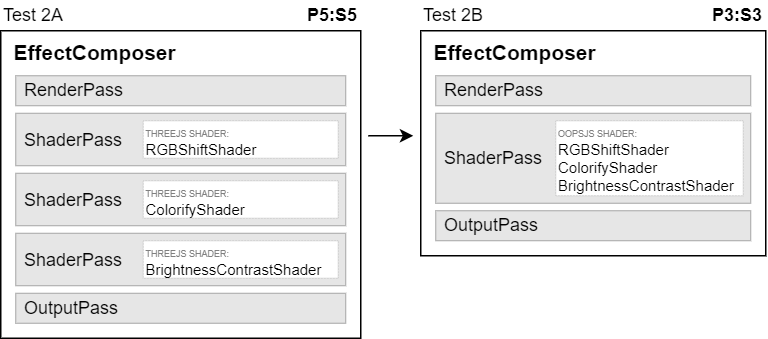 Test 2A P5:S5
EffectComposer
RenderPass
ShaderPass
THREEJS SHADER:
RGBShiftShader
ShaderPass
THREEJS SHADER:
ColorifyShader
ShaderPass
THREEJS SHADER:
BrightnessContrastShader
OutputPass
Test 2B P3:S3
EffectComposer
RenderPass
ShaderPass
OOPSJS SHADER:
RGBShiftShader
ColorifyShader
BrightnessContrastShader
OutputPass